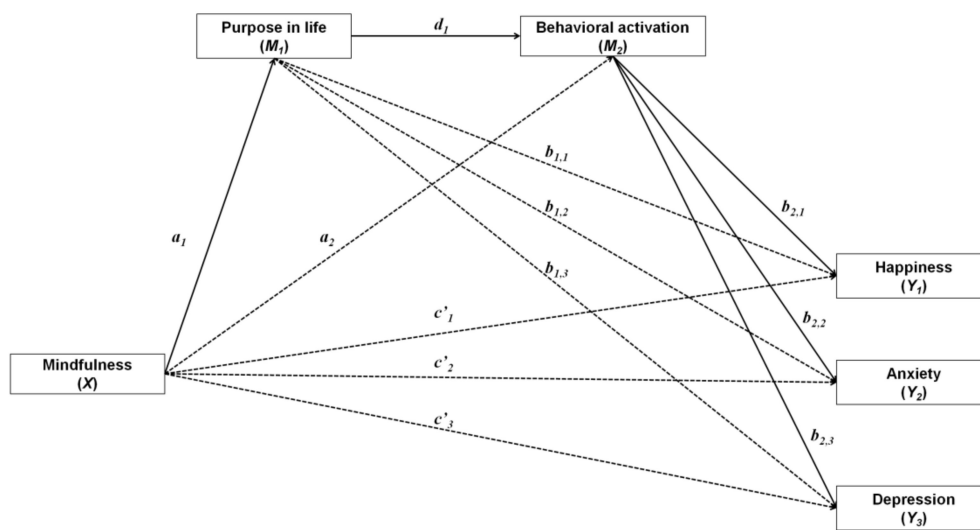 Purpose in life
(M₁)
d₁
Behavioral activation
(M₂)
b₁,₁
b₁,₂
b₂,₁
a₁
a₂
b₁,₃
Happiness
(Y₁)
c'₁
b₂,₂
Mindfulness
(X)
c'₂
Anxiety
(Y₂)
c'₃
b₂,₃
Depression
(Y₃)